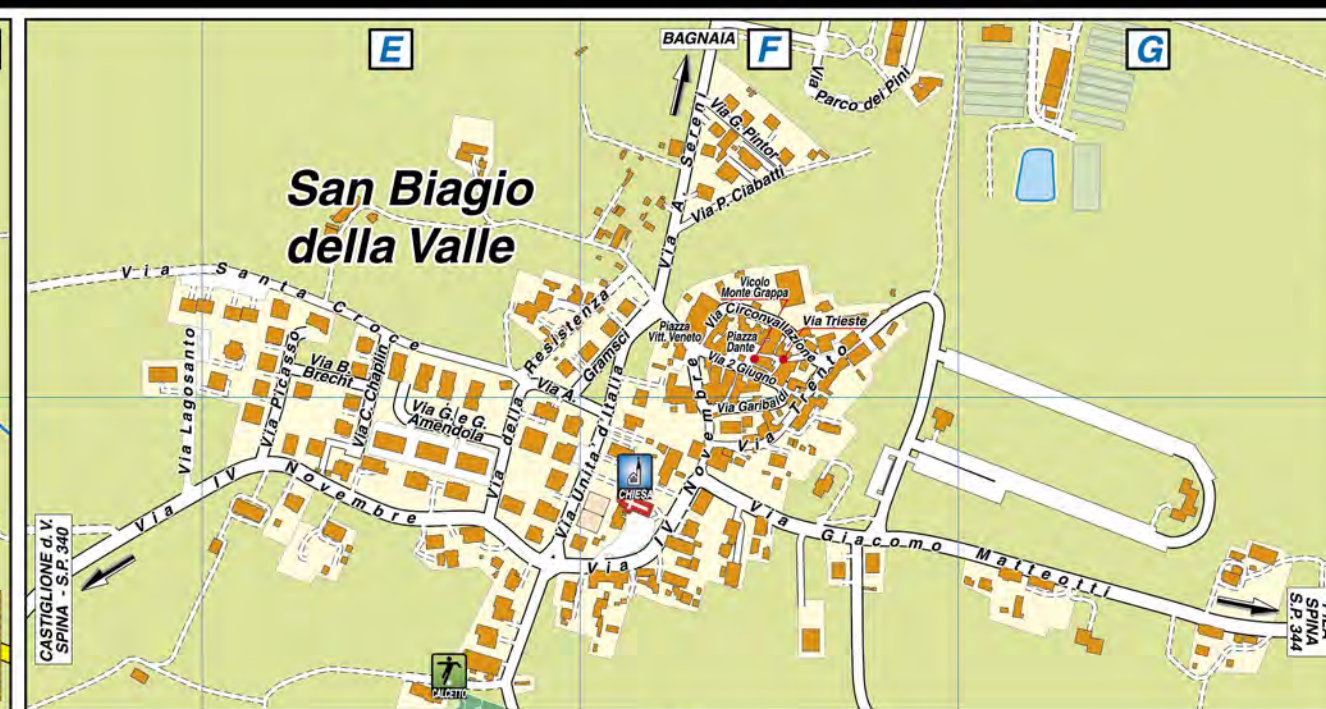 E
F
G
BAGNAIA
Via
Parco dei Pini
Via G. Pintor
Via P. Ciabatti
Via A. Sereni
San Biagio
della Valle
Via Santa Croce
Vicolo
Monte Grappa
Via Circonvallazione
Via Trieste
Piazza
Vitt. Veneto
Piazza
Dante
Via 2 Giugno
Via Garibaldi
Via Trento
Via della Resistenza
Via A.
Gramsci
Via Lagosanto
Via Picasso
Via B.
Brecht
Via C. Chaplin
Via G. e G.
Amendola
Via Unità d'Italia
CHIESA
Via IV Novembre
Via IV Novembre
Via Giacomo Matteotti
CASTIGLIONE d. V.
SPINA - S.P. 340
SPINA
S.P. 344
CALCETTO